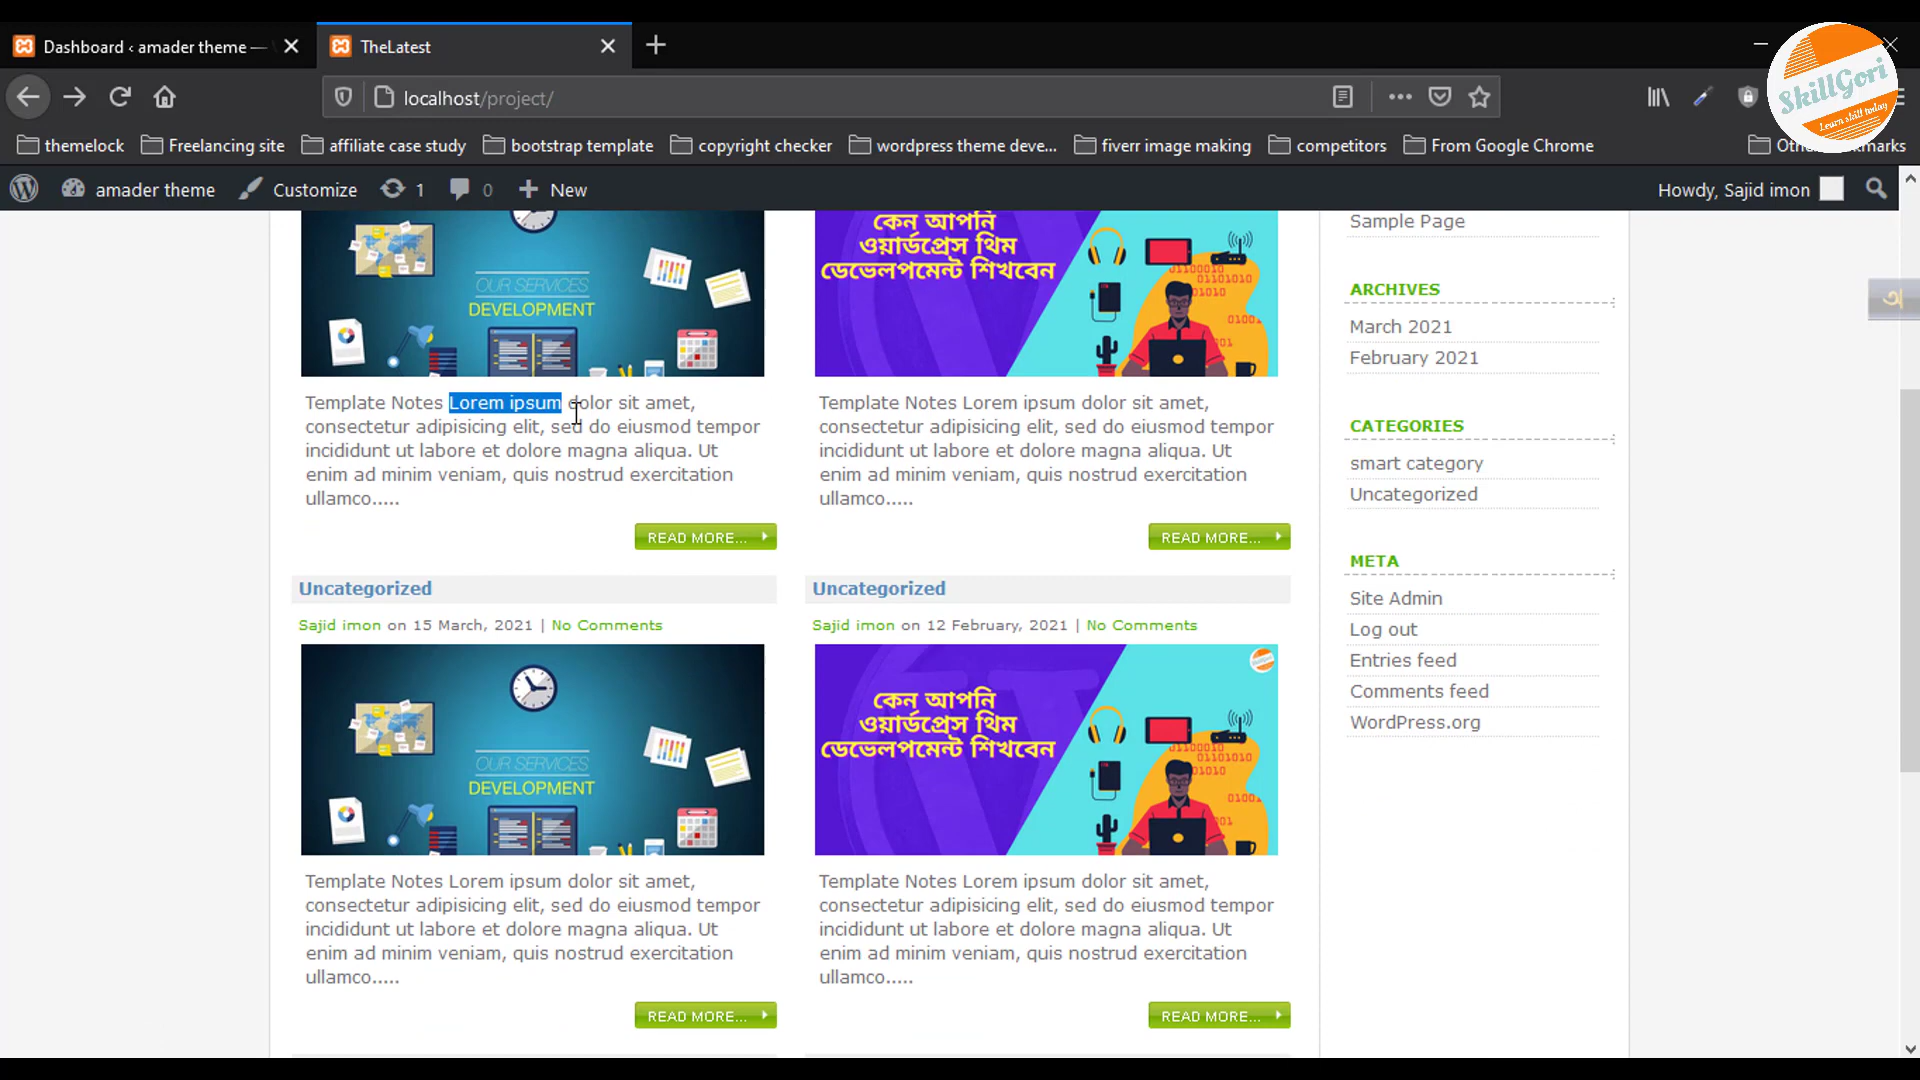 Dashboard ‹ amader theme —
TheLatest
SkillGori
Learn skill today
localhost/project/
themelock
Freelancing site
affiliate case study
bootstrap template
copyright checker
wordpress theme deve...
fiverr image making
competitors
From Google Chrome
amader theme
Customize
1
0
New
Howdy, Sajid imon
OUR SERVICES
DEVELOPMENT
কেন আপনি
ওয়ার্ডপ্রেস থিম
ডেভেলপমেন্ট শিখবেন
Sample Page
ARCHIVES
March 2021
February 2021
অ
Template Notes Lorem ipsum dolor sit amet,
consectetur adipisicing elit, sed do eiusmod tempor
incididunt ut labore et dolore magna aliqua. Ut
enim ad minim veniam, quis nostrud exercitation
ullamco.....
READ MORE...
Template Notes Lorem ipsum dolor sit amet,
consectetur adipisicing elit, sed do eiusmod tempor
incididunt ut labore et dolore magna aliqua. Ut
enim ad minim veniam, quis nostrud exercitation
ullamco.....
READ MORE...
CATEGORIES
smart category
Uncategorized
META
Site Admin
Log out
Entries feed
Comments feed
WordPress.org
Uncategorized
Sajid imon on 15 March, 2021 | No Comments
OUR SERVICES
DEVELOPMENT
Template Notes Lorem ipsum dolor sit amet,
consectetur adipisicing elit, sed do eiusmod tempor
incididunt ut labore et dolore magna aliqua. Ut
enim ad minim veniam, quis nostrud exercitation
ullamco.....
READ MORE...
Uncategorized
Sajid imon on 12 February, 2021 | No Comments
কেন আপনি
ওয়ার্ডপ্রেস থিম
ডেভেলপমেন্ট শিখবেন
Template Notes Lorem ipsum dolor sit amet,
consectetur adipisicing elit, sed do eiusmod tempor
incididunt ut labore et dolore magna aliqua. Ut
enim ad minim veniam, quis nostrud exercitation
ullamco.....
READ MORE...